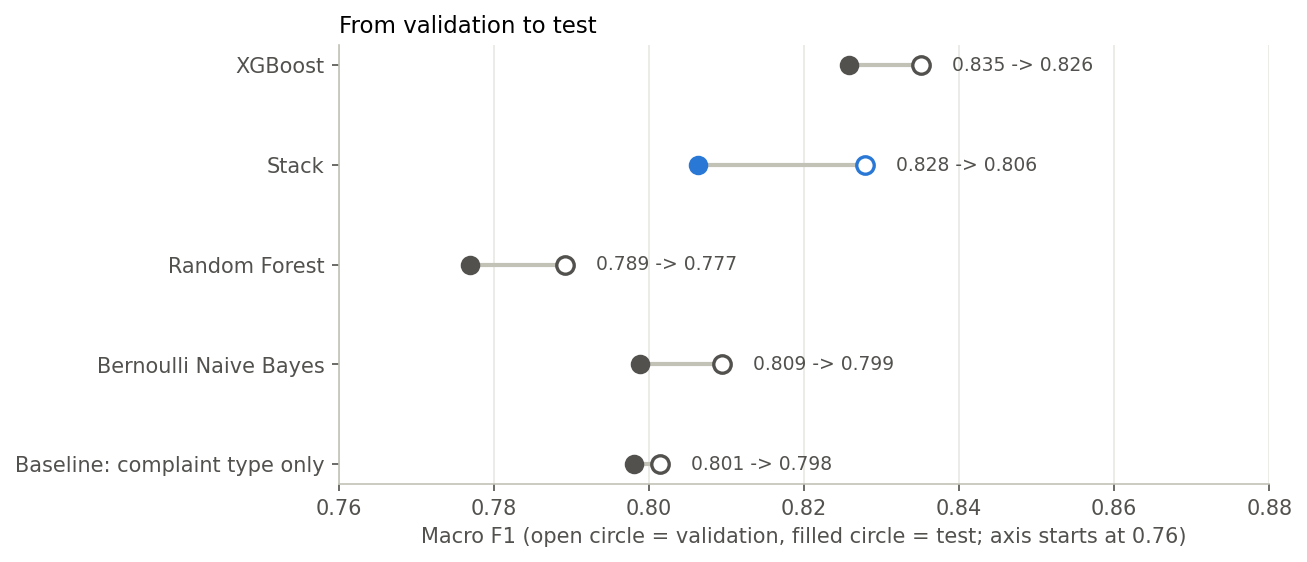 From validation to test
XGBoost
0.835 -> 0.826
Stack
0.828 -> 0.806
Random Forest
0.789 -> 0.777
Bernoulli Naive Bayes
0.809 -> 0.799
Baseline: complaint type only
0.801 -> 0.798
0.76 0.78 0.80 0.82 0.84 0.86 0.88
Macro F1 (open circle = validation, filled circle = test; axis starts at 0.76)